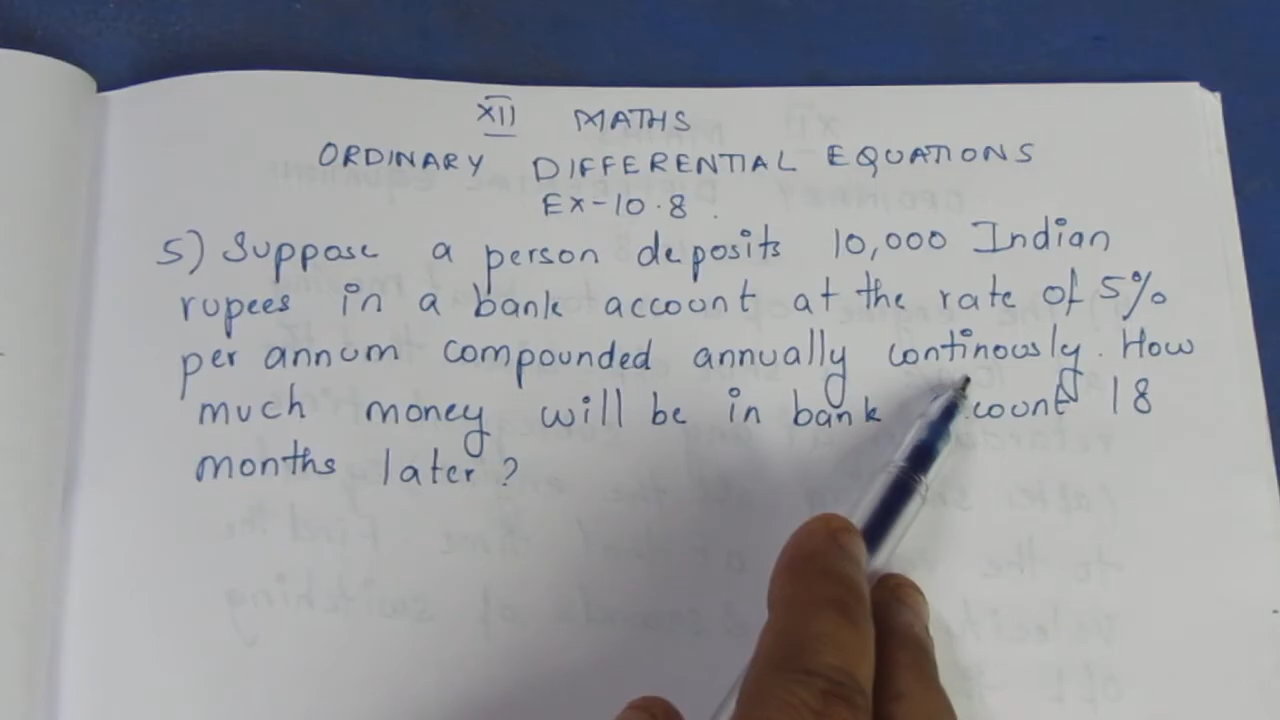 XII MATHS
ORDINARY DIFFERENTIAL EQUATIONS
EX-10.8.
5) Suppose a person deposits 10,000 Indian
rupees in a bank account at the rate of 5%
per annum compounded annually continously. How
much money will be in bank count 18
months later?